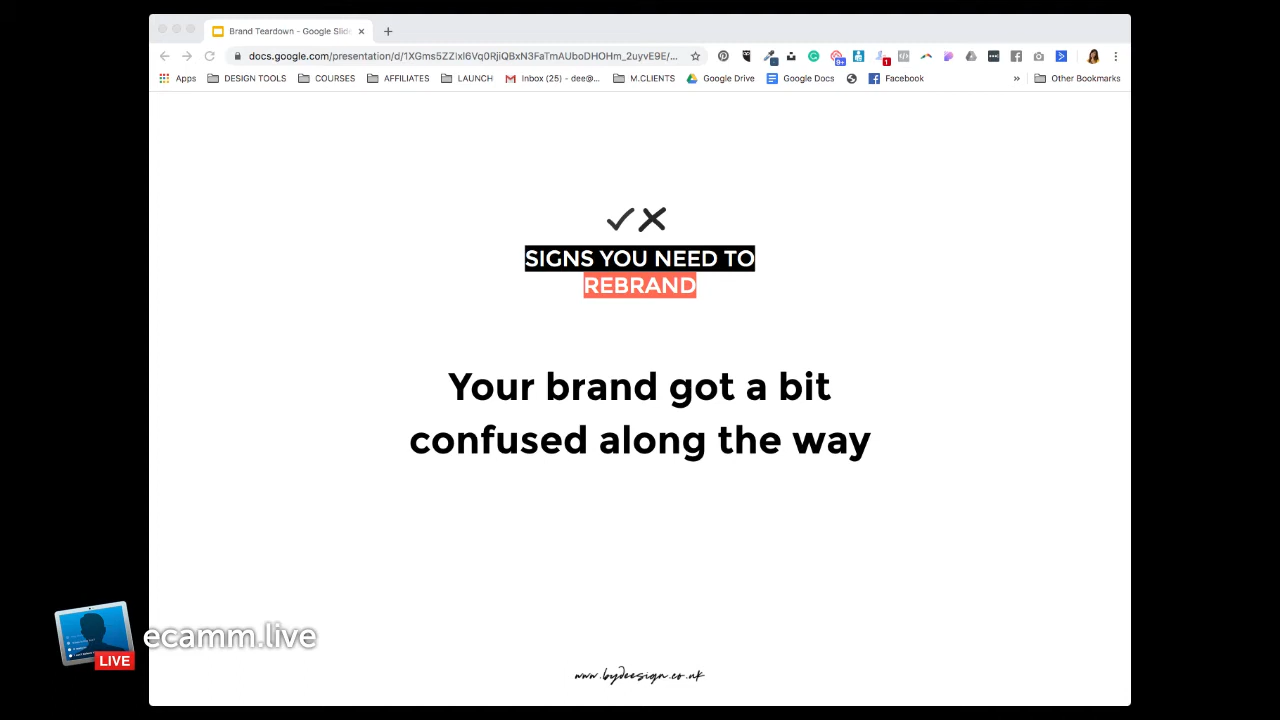 Brand Teardown - Google Slide
docs.google.com/presentation/d/1XGms5ZZlxl6Vq0RjiQBxN3FaTmAUboDHOHm_2uyvE9E/...
Apps DESIGN TOOLS COURSES AFFILIATES LAUNCH Inbox (25) - dee@... M.CLIENTS Google Drive Google Docs Facebook » Other Bookmarks
SIGNS YOU NEED TO
REBRAND
Your brand got a bit
confused along the way
LIVE
ecamm.live
www.bydeesign.co.uk